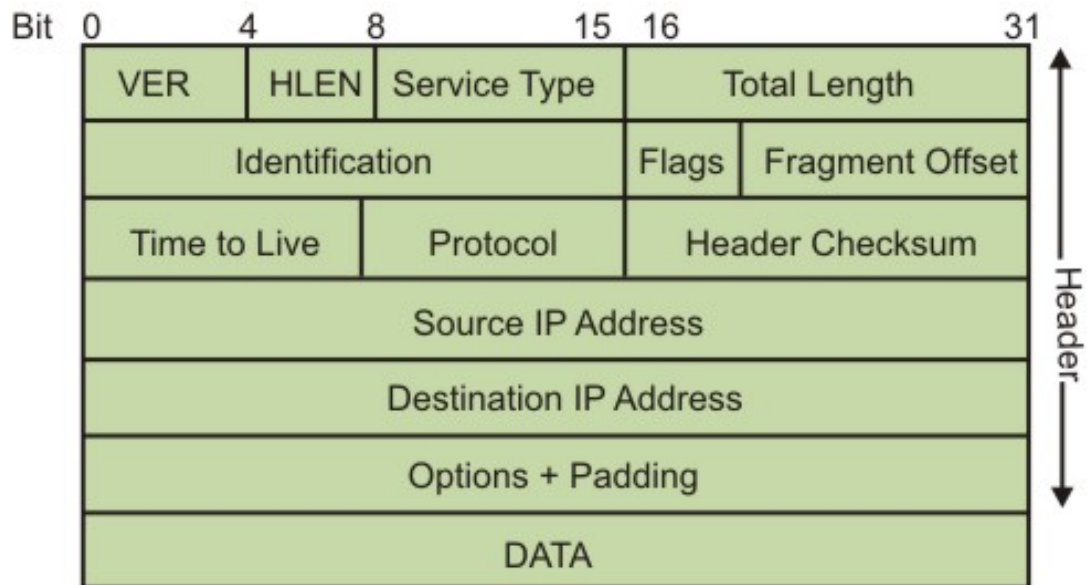 Bit 0 4 8 15 16 31
VER HLEN Service Type Total Length
Identification Flags Fragment Offset
Time to Live Protocol Header Checksum
Source IP Address
Destination IP Address
Options + Padding
DATA
Header